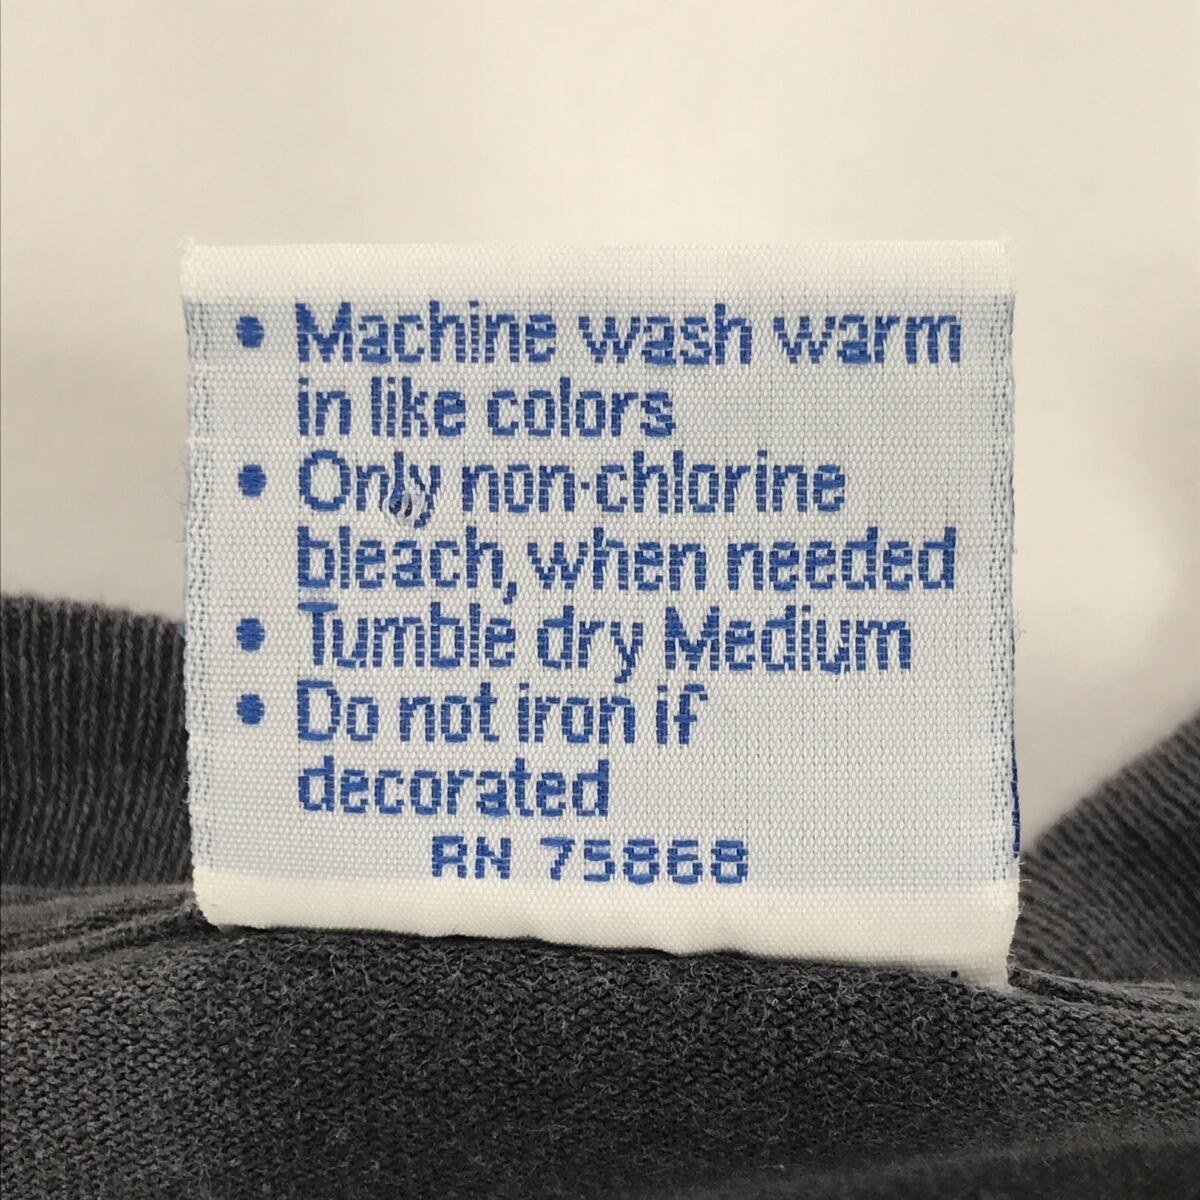 • Machine wash warm
in like colors
• Only non-chlorine
bleach, when needed
• Tumble dry Medium
• Do not iron if
decorated
RN 75868